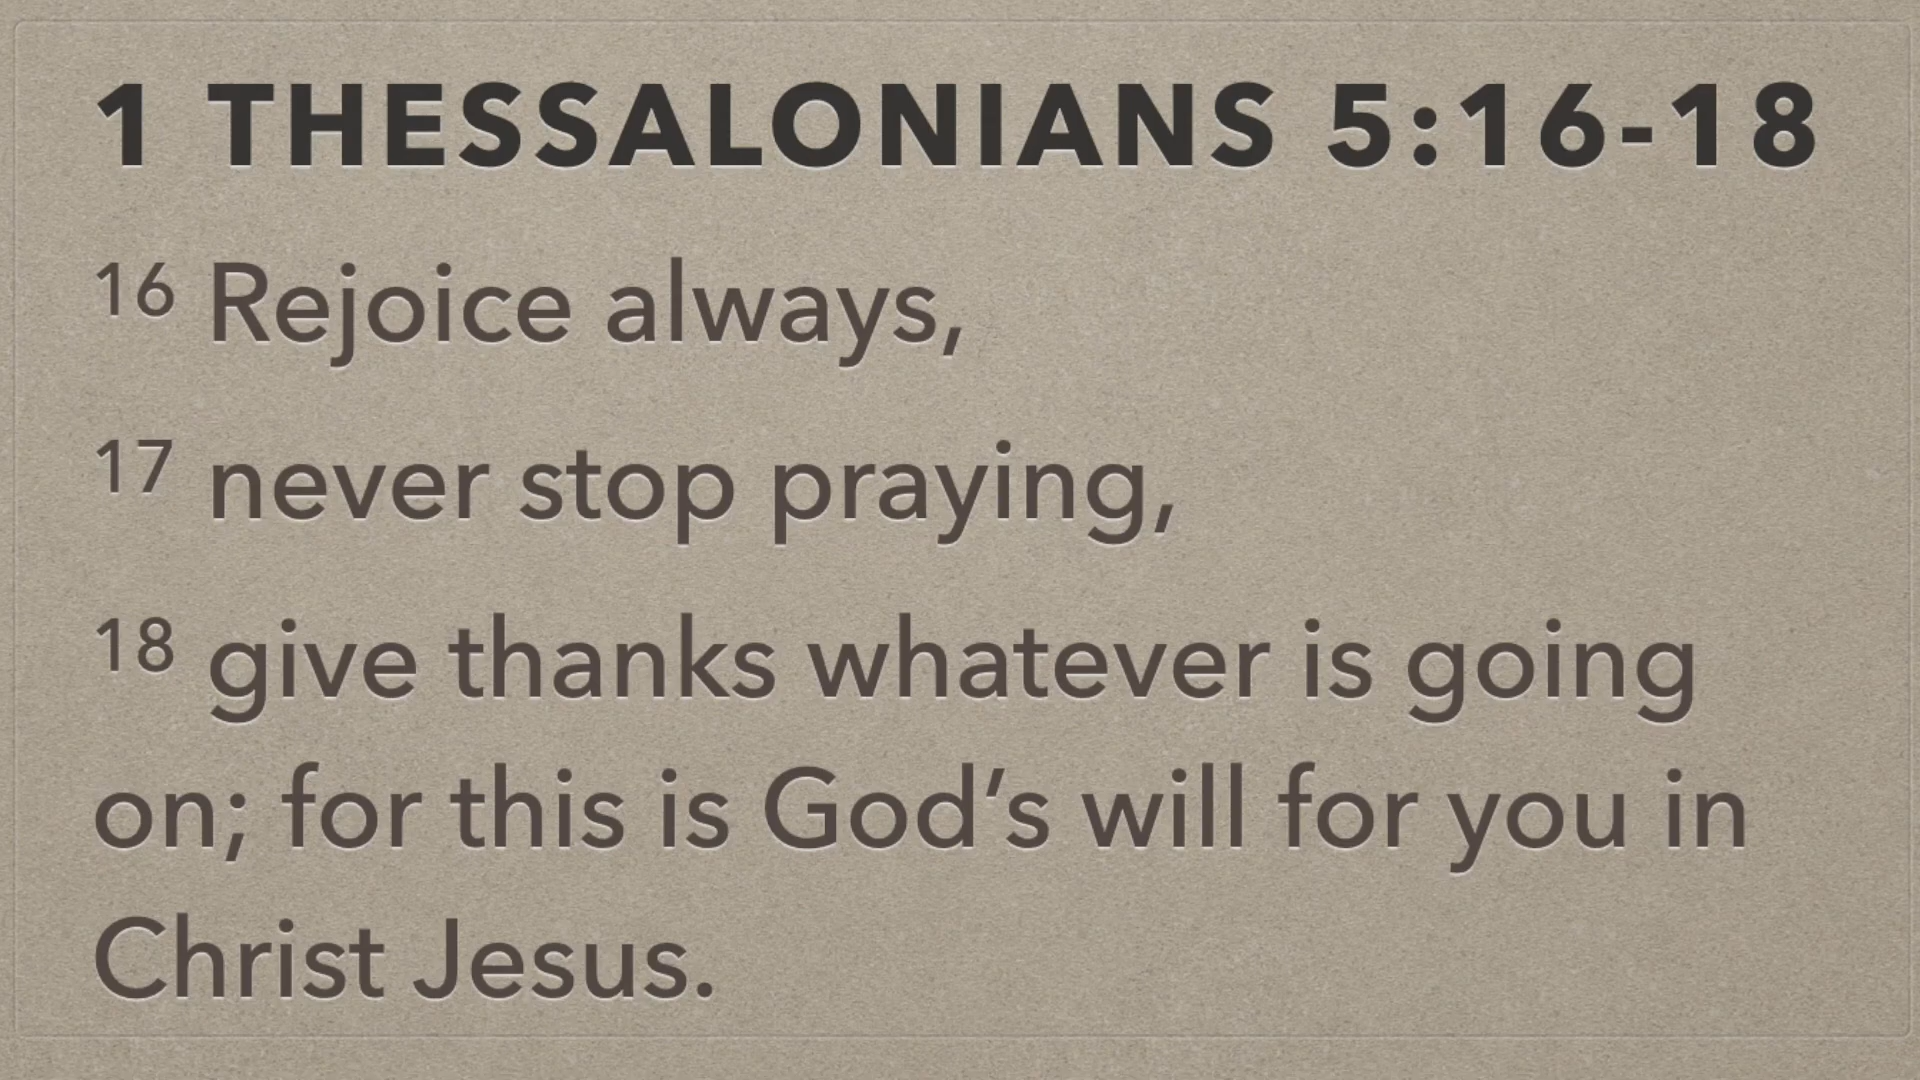 1 THESSALONIANS 5:16-18
16 Rejoice always,
17 never stop praying,
18 give thanks whatever is going
on; for this is God’s will for you in
Christ Jesus.